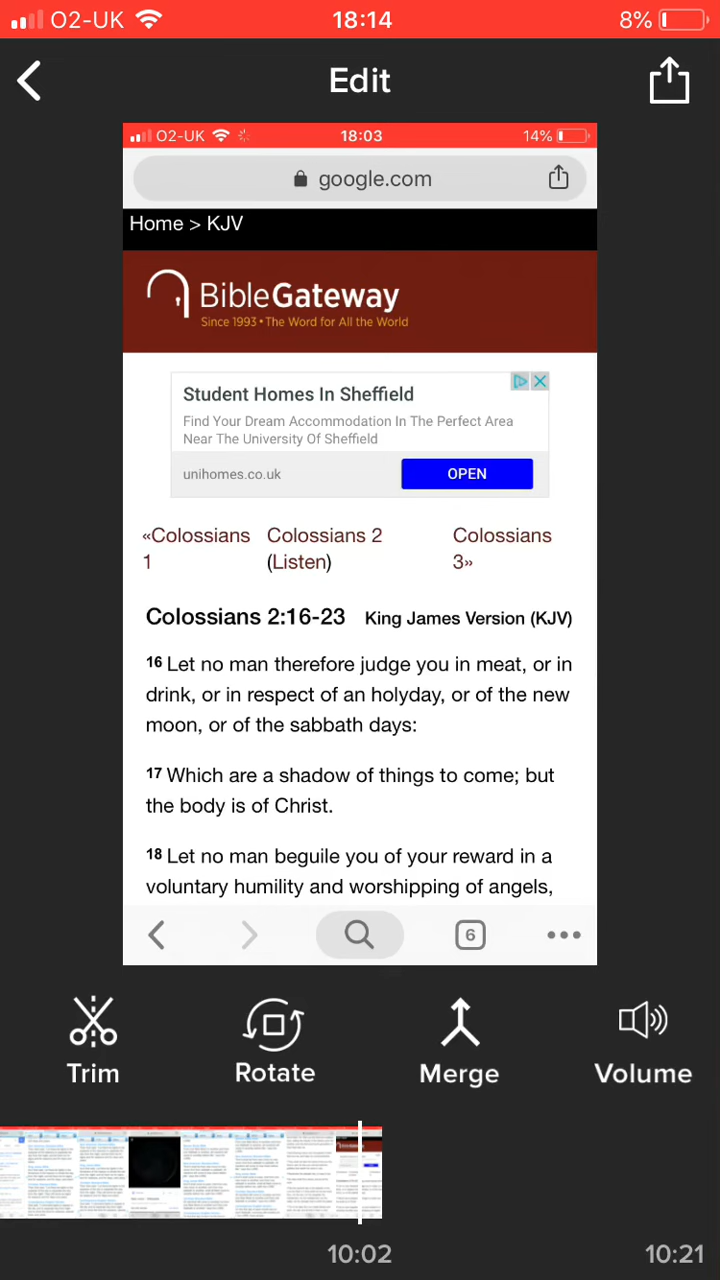 O2-UK 18:14 8%
Edit
O2-UK 18:03 14%
google.com
Home > KJV
BibleGateway
Since 1993 • The Word for All the World
Student Homes In Sheffield
Find Your Dream Accommodation In The Perfect Area
Near The University Of Sheffield
unihomes.co.uk OPEN
«Colossians 1
Colossians 2 (Listen)
Colossians 3»
Colossians 2:16-23 King James Version (KJV)
16 Let no man therefore judge you in meat, or in
drink, or in respect of an holyday, or of the new
moon, or of the sabbath days:
17 Which are a shadow of things to come; but
the body is of Christ.
18 Let no man beguile you of your reward in a
voluntary humility and worshipping of angels,
6
Trim Rotate Merge Volume
10:02 10:21